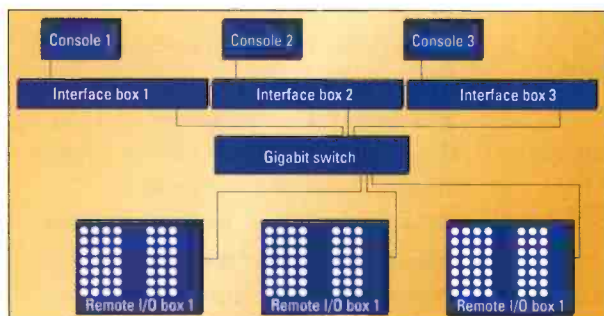 Console 1
Console 2
Console 3
Interface box 1
Interface box 2
Interface box 3
Gigabit switch
Remote I/O box 1
Remote I/O box 1
Remote I/O box 1